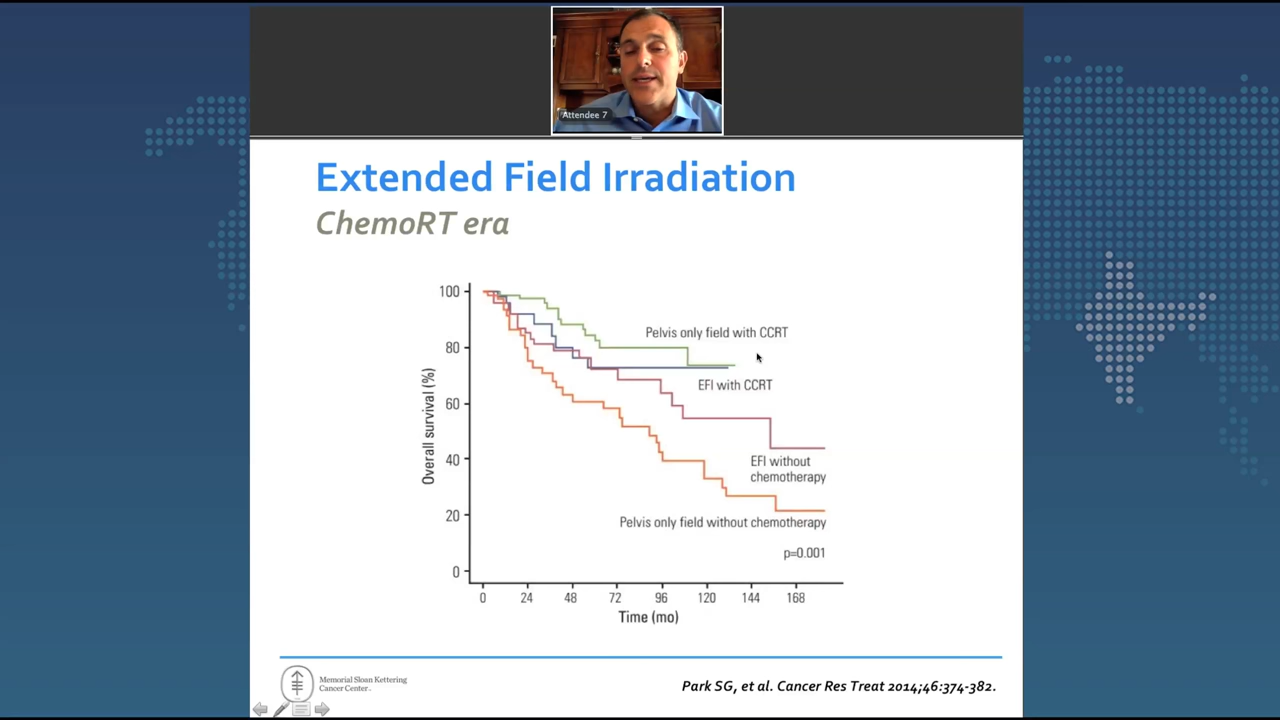 Attendee 7
Extended Field Irradiation
ChemoRT era
100
80
60
40
20
0
Overall survival (%)
Pelvis only field with CCRT
EFI with CCRT
EFI without
chemotherapy
Pelvis only field without chemotherapy
p=0.001
0 24 48 72 96 120 144 168
Time (mo)
Memorial Sloan Kettering
Cancer Center
Park SG, et al. Cancer Res Treat 2014;46:374-382.